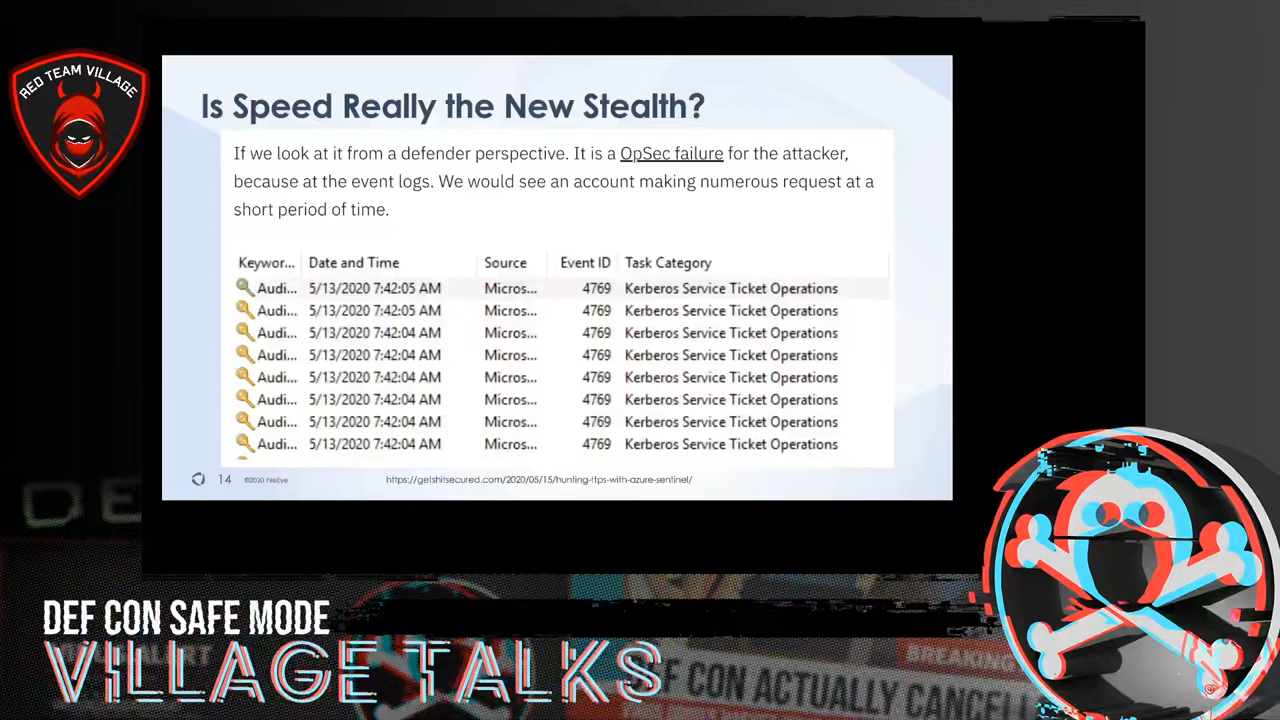 RED TEAM VILLAGE
Is Speed Really the New Stealth?
If we look at it from a defender perspective. It is a OpSec failure for the attacker,
because at the event logs. We would see an account making numerous request at a
short period of time.
Keywor... Date and Time Source Event ID Task Category
Audi... 5/13/2020 7:42:05 AM Micros... 4769 Kerberos Service Ticket Operations
Audi... 5/13/2020 7:42:05 AM Micros... 4769 Kerberos Service Ticket Operations
Audi... 5/13/2020 7:42:04 AM Micros... 4769 Kerberos Service Ticket Operations
Audi... 5/13/2020 7:42:04 AM Micros... 4769 Kerberos Service Ticket Operations
Audi... 5/13/2020 7:42:04 AM Micros... 4769 Kerberos Service Ticket Operations
Audi... 5/13/2020 7:42:04 AM Micros... 4769 Kerberos Service Ticket Operations
Audi... 5/13/2020 7:42:04 AM Micros... 4769 Kerberos Service Ticket Operations
Audi... 5/13/2020 7:42:04 AM Micros... 4769 Kerberos Service Ticket Operations
14 ©2020 FireEye https://getshitsecured.com/2020/05/15/hunting-ttps-with-azure-sentinel/
DE
DEF CON SAFE MODE
VILLAGE TALKS
BREAKING
DEF CON ACTUALLY CANCELL